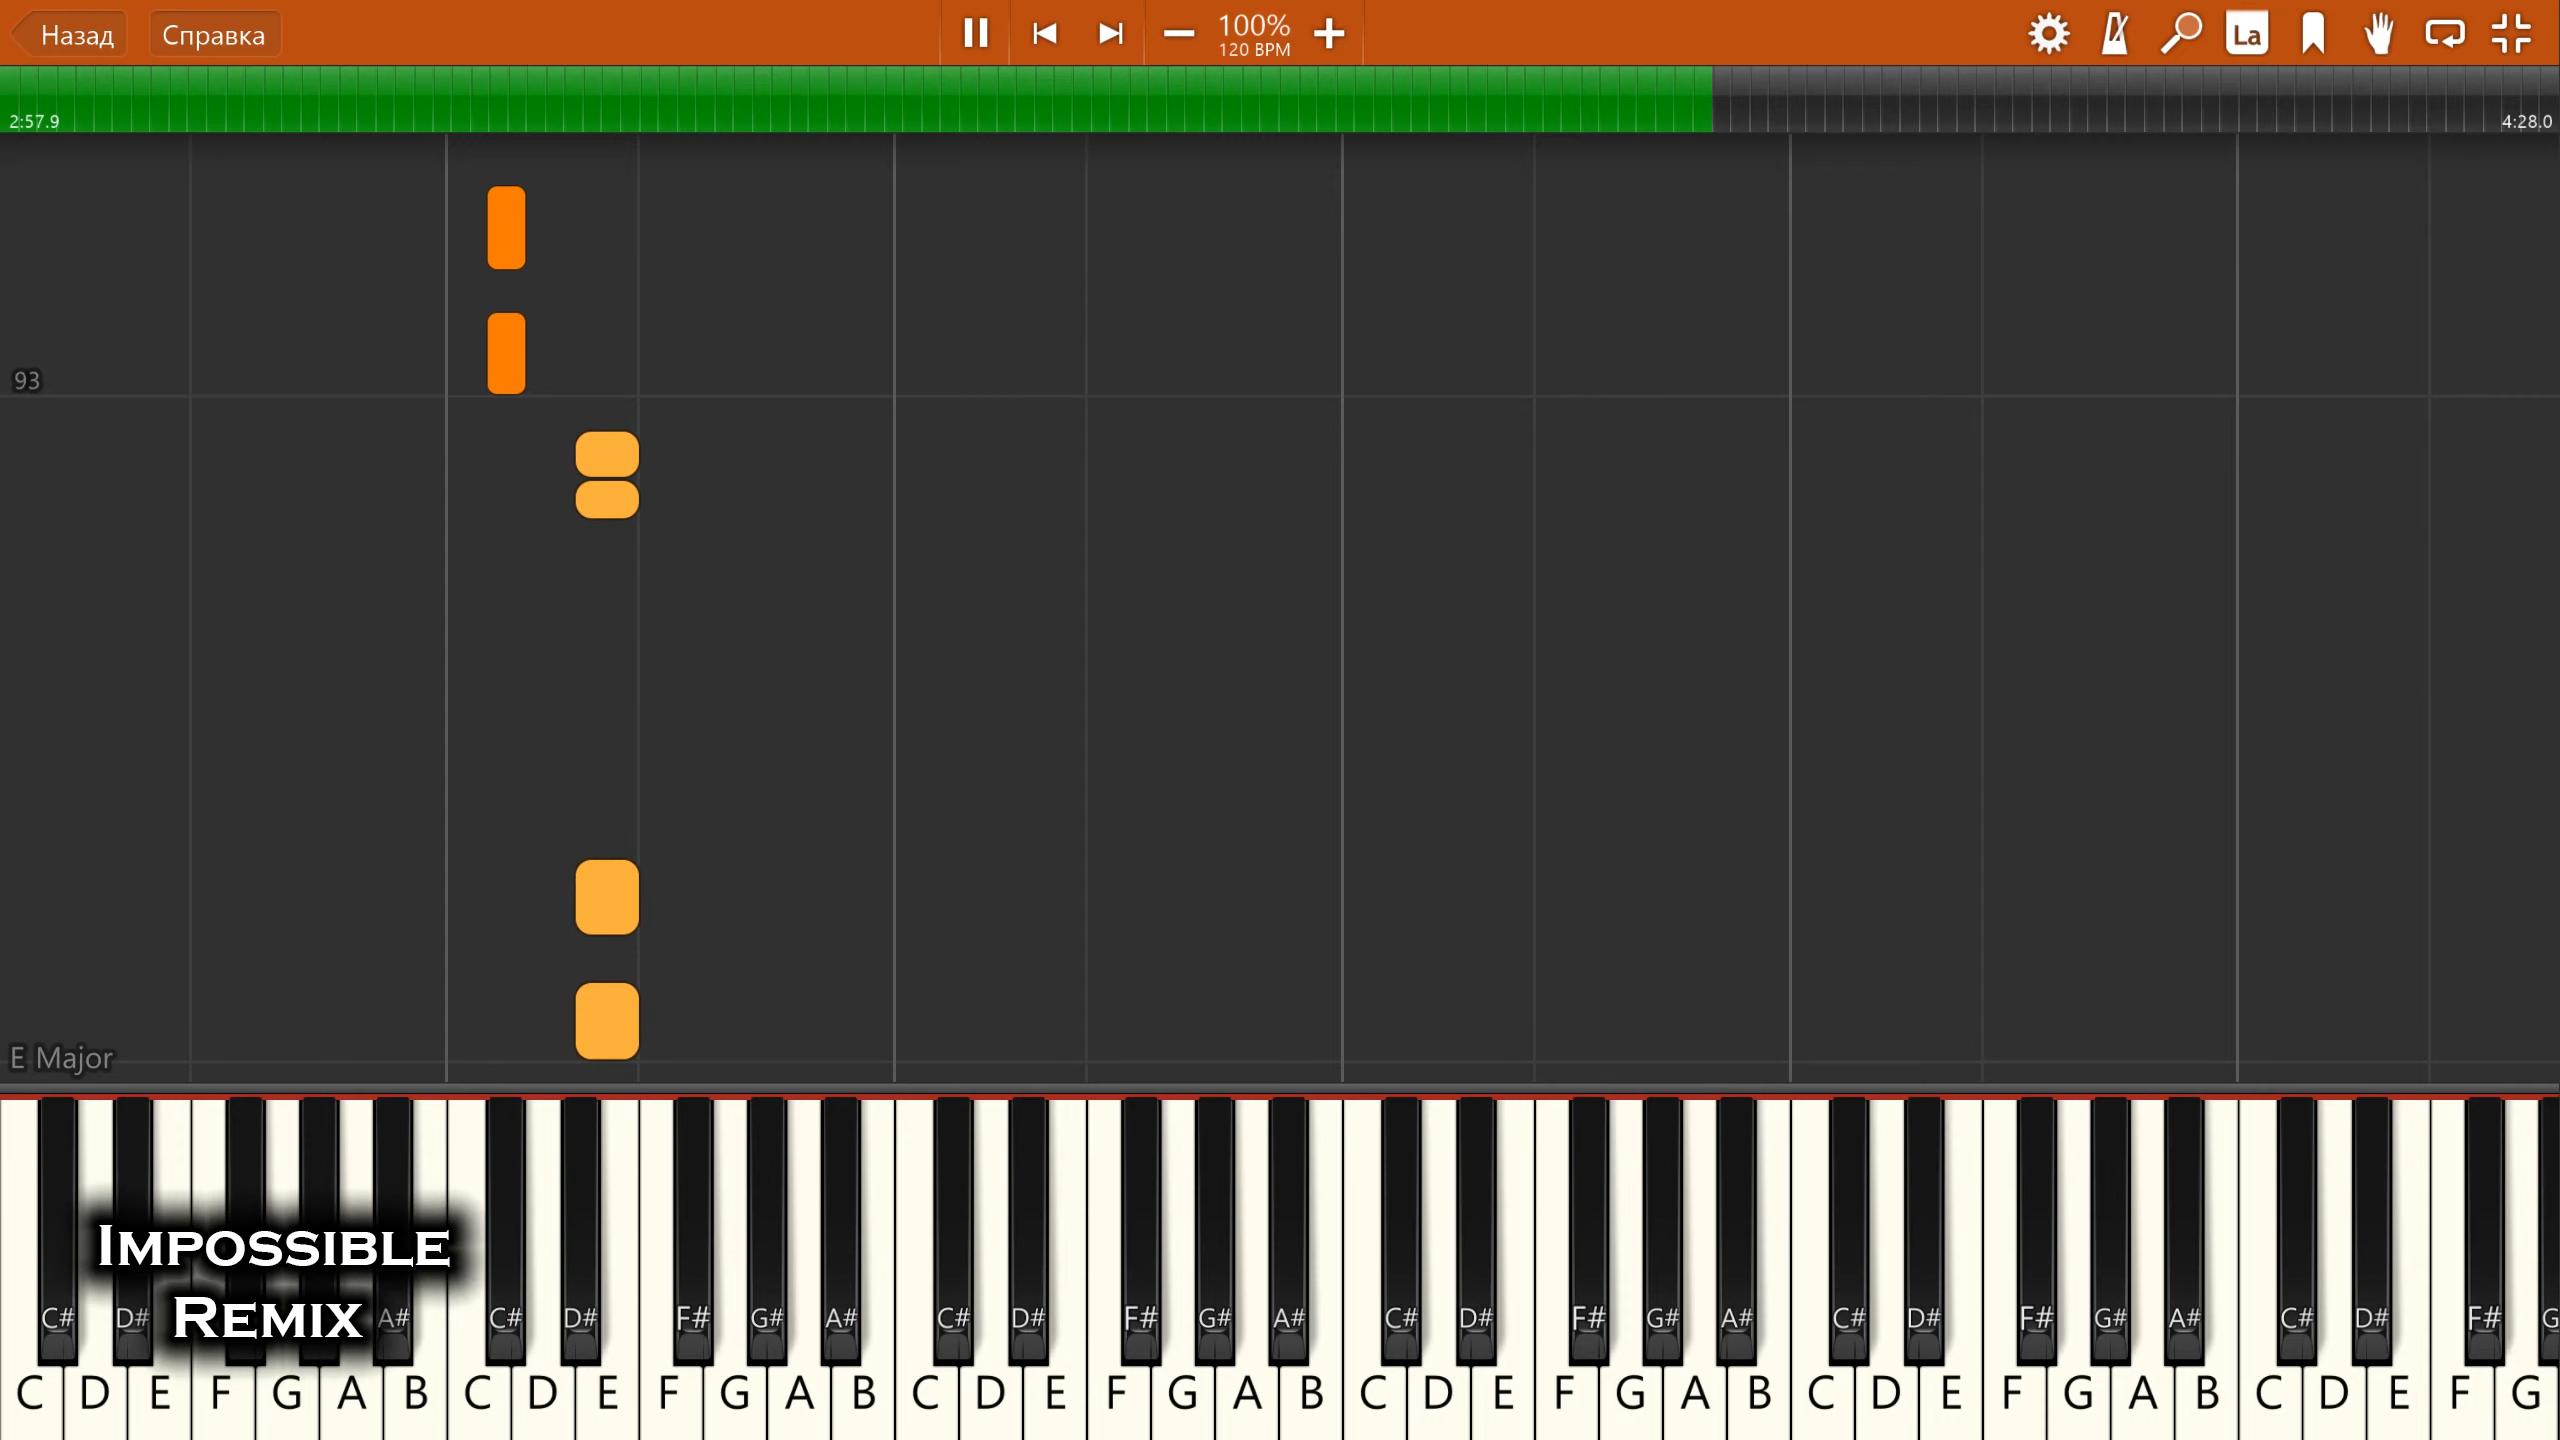 Назад Справка 100% La
120 BPM
2:57.9 4:28.0
93
E Major
Impossible
Remix
C# D# A# C# D# F# G# A# C# D# F# G# A# C# D# F# G# A# C# D# F# G# A# C# D# F# G
C D E F G A B C D E F G A B C D E F G A B C D E F G A B C D E F G A B C D E F G